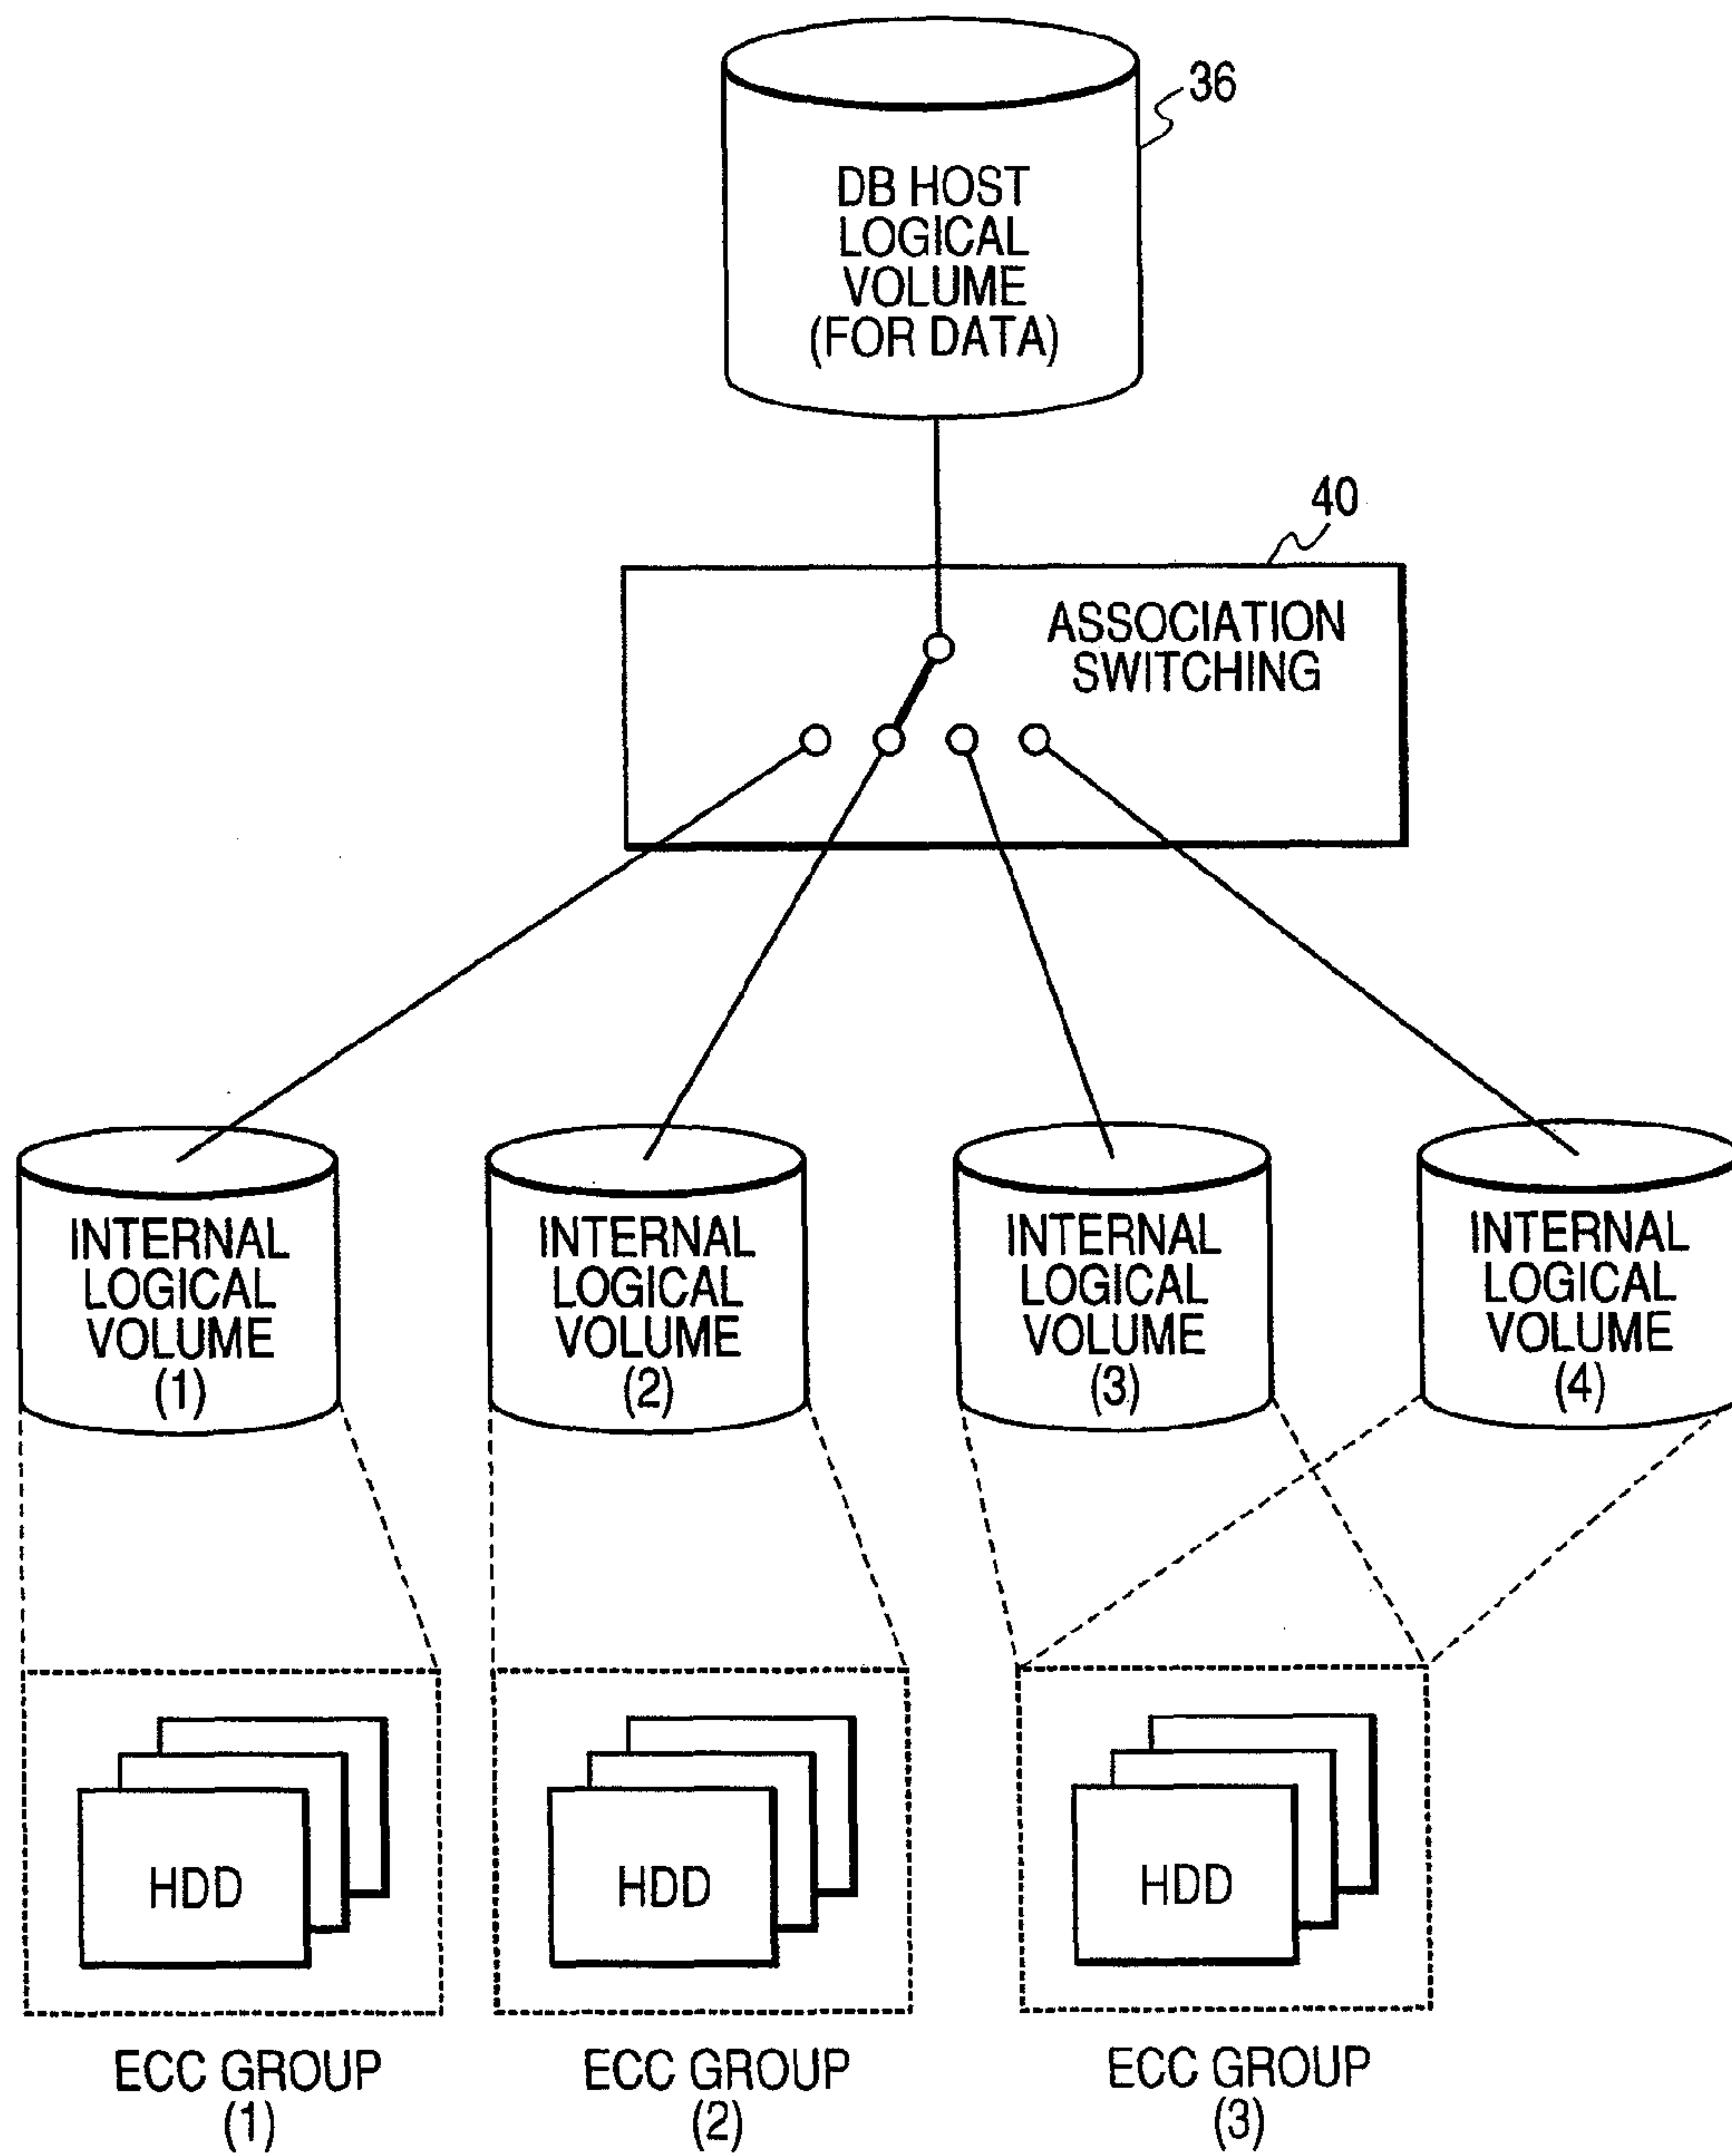 36
DB HOST
LOGICAL
VOLUME
(FOR DATA)
40
ASSOCIATION
SWITCHING
INTERNAL
LOGICAL
VOLUME
(1)
INTERNAL
LOGICAL
VOLUME
(2)
INTERNAL
LOGICAL
VOLUME
(3)
INTERNAL
LOGICAL
VOLUME
(4)
HDD
HDD
HDD
ECC GROUP
(1)
ECC GROUP
(2)
ECC GROUP
(3)